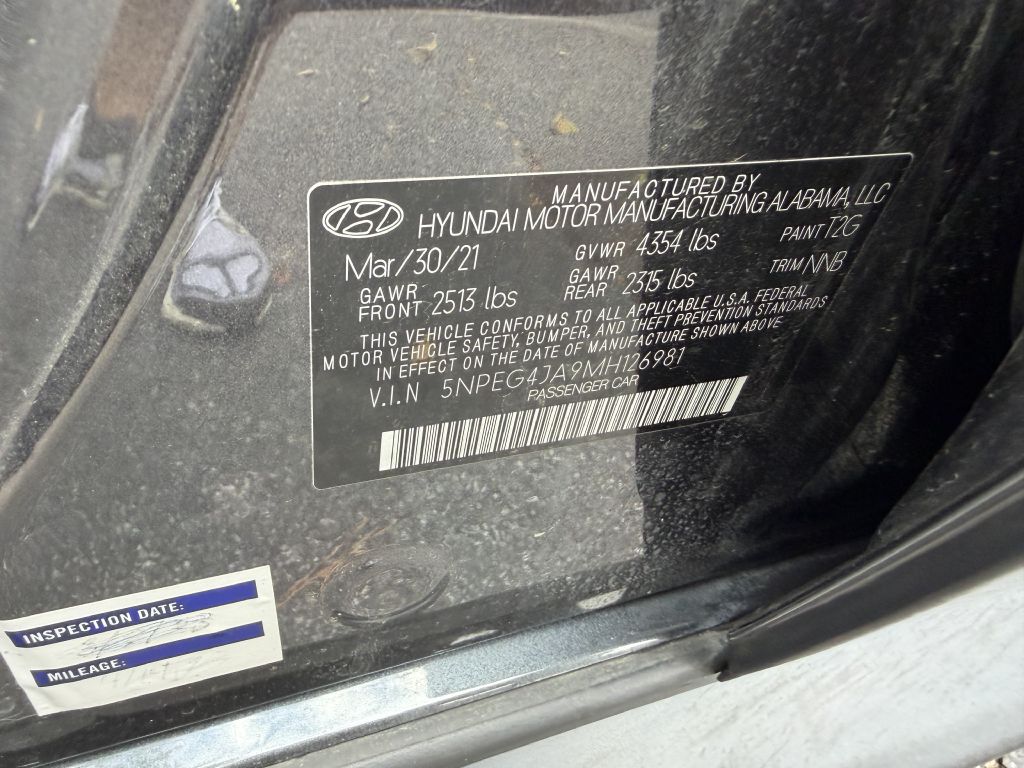 MANUFACTURED BY
HYUNDAI MOTOR MANUFACTURING ALABAMA, LLC
Mar/30/21 GVWR 4354 lbs PAINT T2G
GAWR FRONT 2513 lbs GAWR REAR 2315 lbs TRIM NNB
THIS VEHICLE CONFORMS TO ALL APPLICABLE U.S.A. FEDERAL
MOTOR VEHICLE SAFETY, BUMPER, AND THEFT PREVENTION STANDARDS
IN EFFECT ON THE DATE OF MANUFACTURE SHOWN ABOVE
V.I.N 5NPEG4JA9MH126981
PASSENGER CAR
INSPECTION DATE:
MILEAGE: